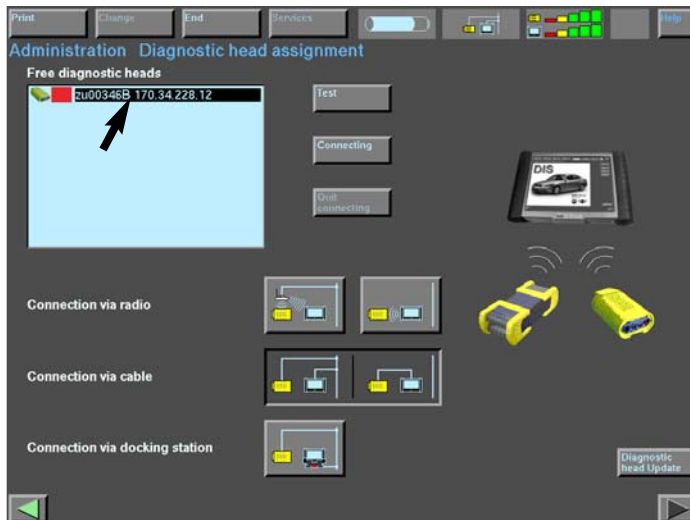 Print Change End Services Help
Administration Diagnostic head assignment
Free diagnostic heads
zu00346B 170.34.228.12
Test
Connecting
Quit
connecting
DIS
Connection via radio
Connection via cable
Connection via docking station
Diagnostic
head Update